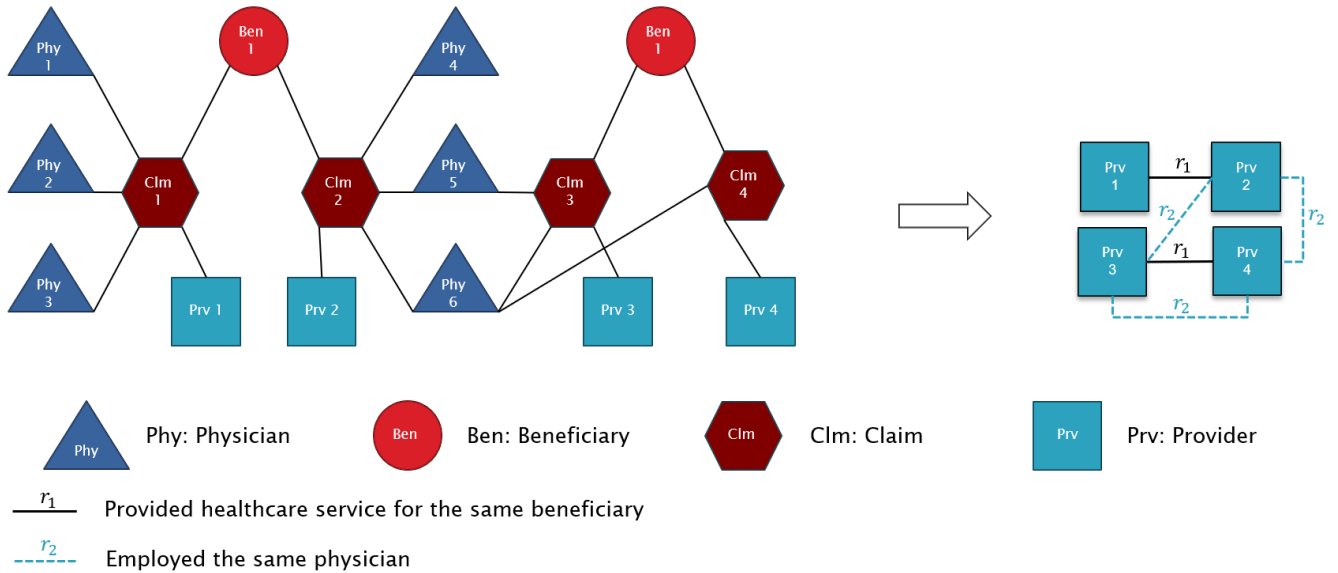 Phy
1
Ben
1
Phy
4
Ben
1
Phy
2
Clm
1
Clm
2
Phy
5
Clm
3
Clm
4
Phy
3
Prv 1
Prv 2
Phy
6
Prv 3
Prv 4
Prv
1
r₁
Prv
2
r₂
r₂
Prv
3
r₁
Prv
4
r₂
Phy
Phy: Physician
Ben
Ben: Beneficiary
Clm
Clm: Claim
Prv
Prv: Provider
r₁
Provided healthcare service for the same beneficiary
r₂
Employed the same physician